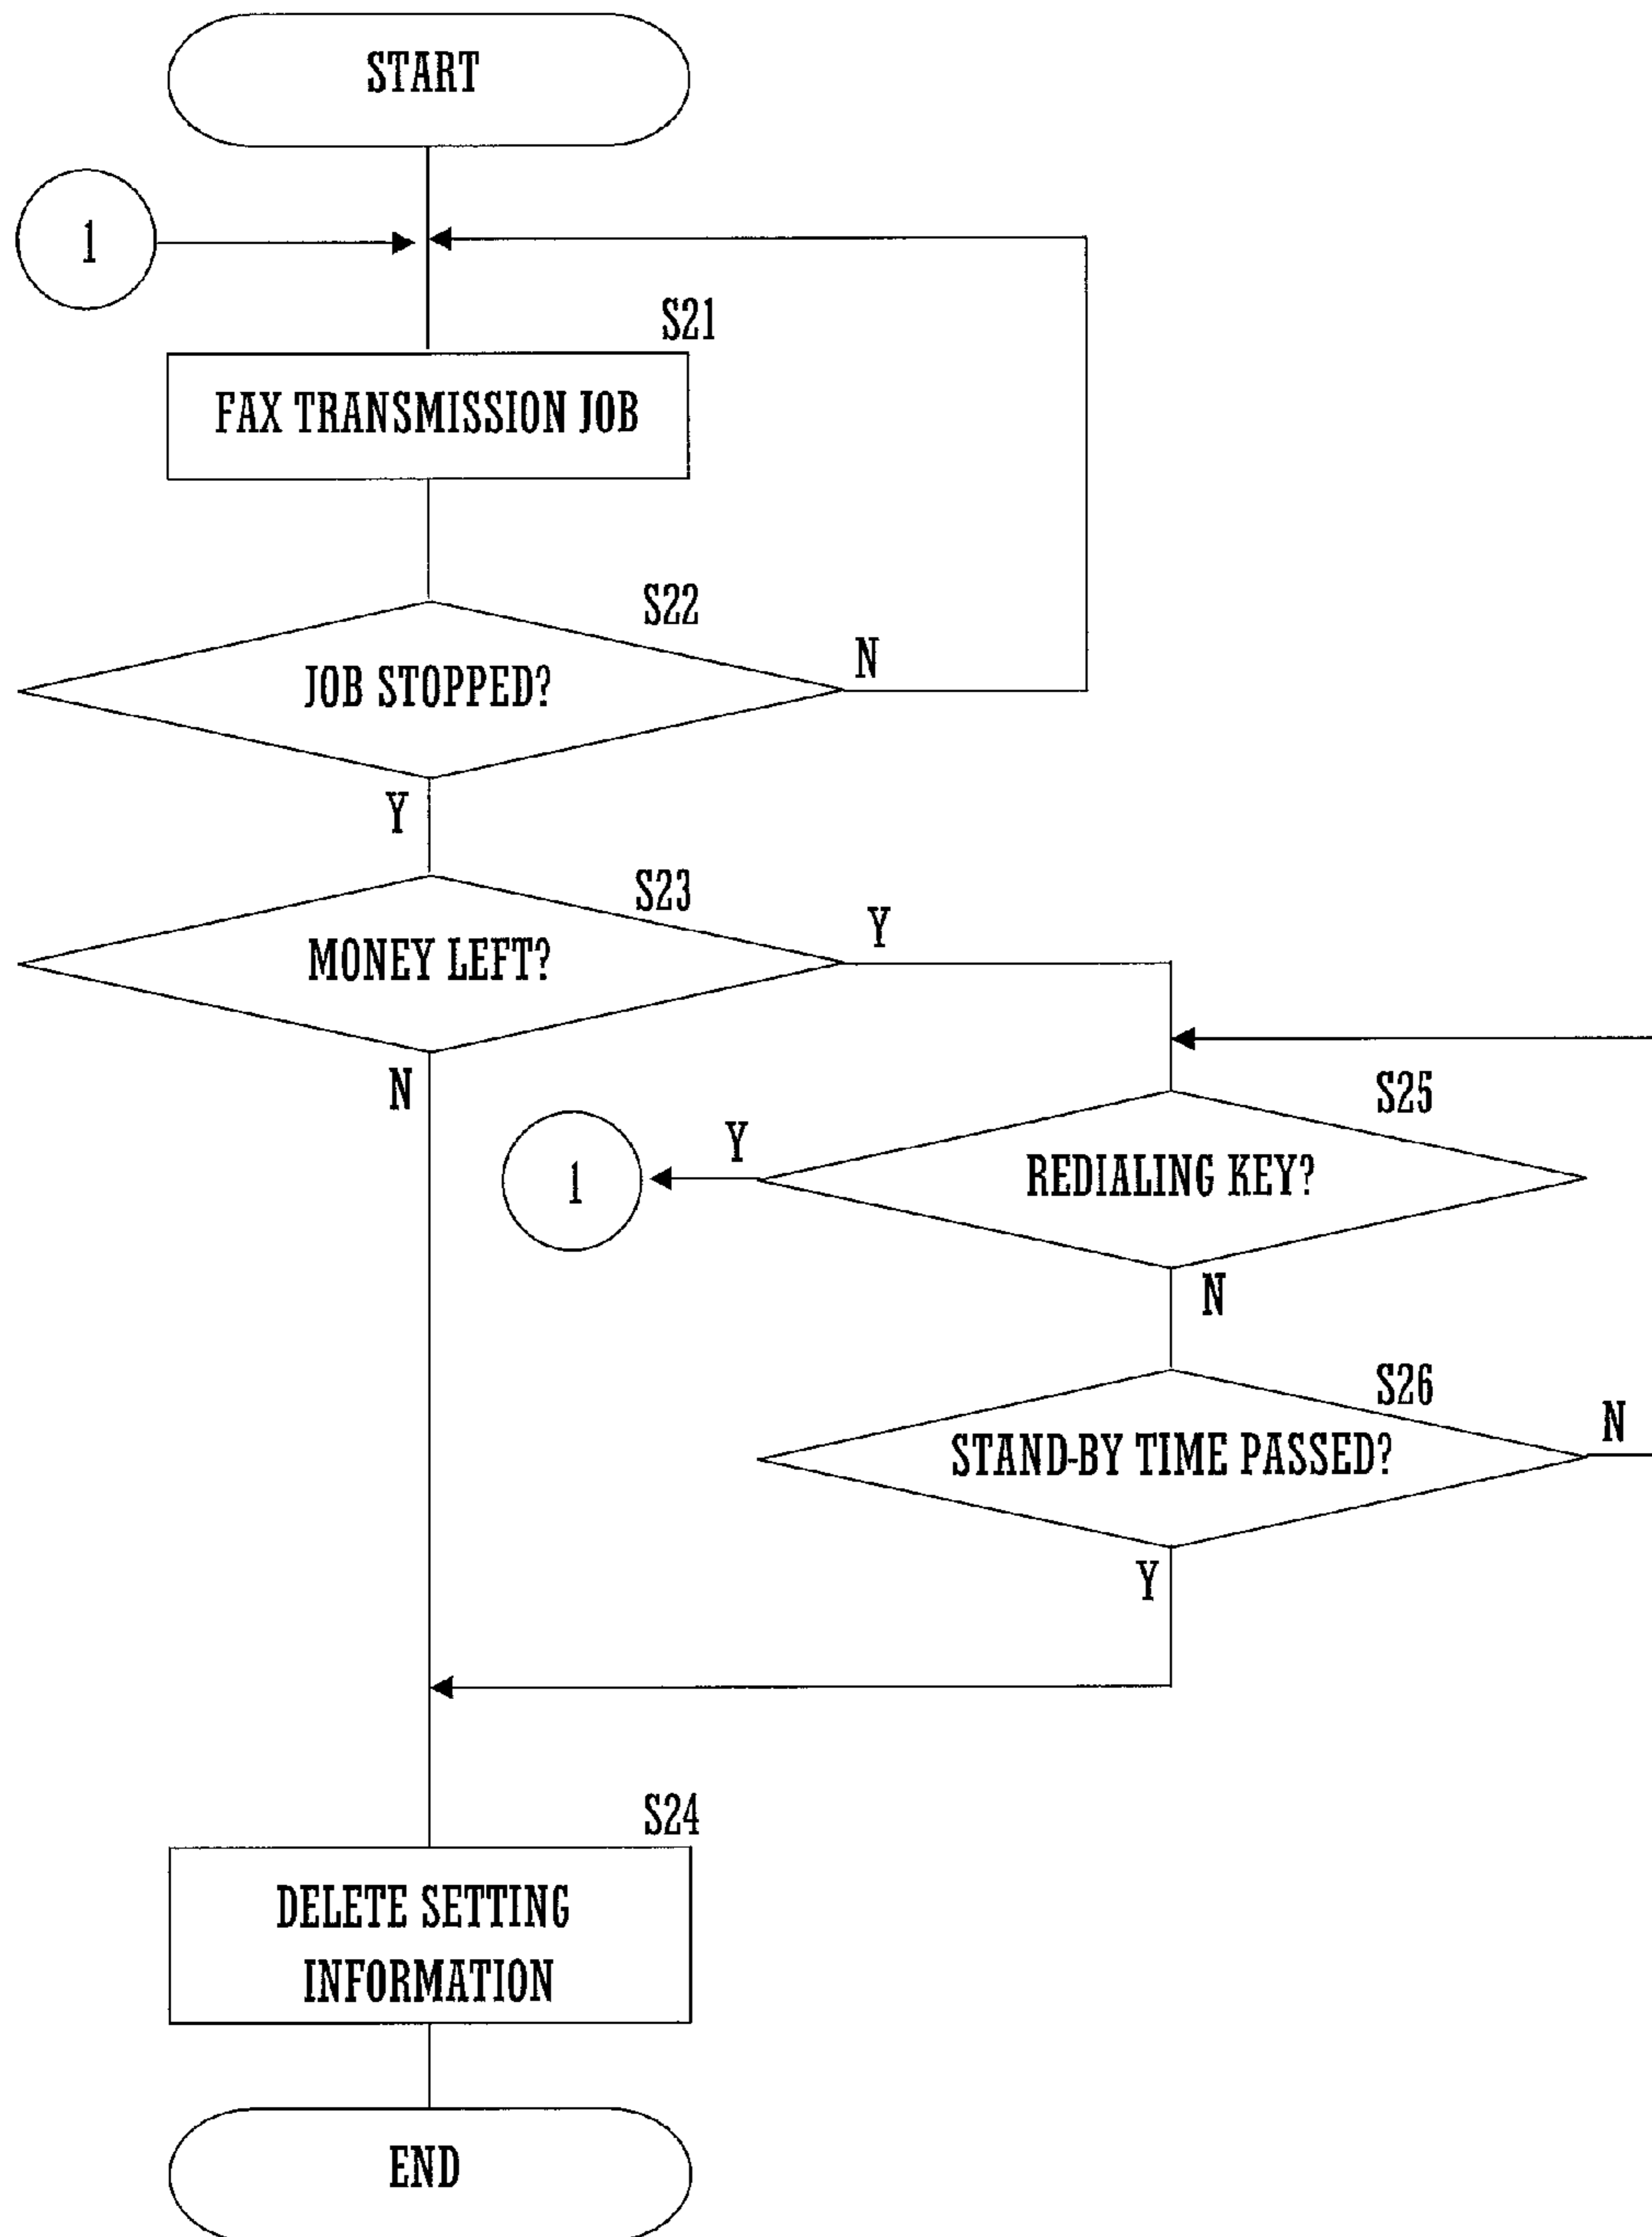 START
1
S21
FAX TRANSMISSION JOB
S22
JOB STOPPED?
N
Y
S23
MONEY LEFT?
Y
N
S25
REDIALING KEY?
Y
1
N
S26
STAND-BY TIME PASSED?
N
Y
S24
DELETE SETTING
INFORMATION
END